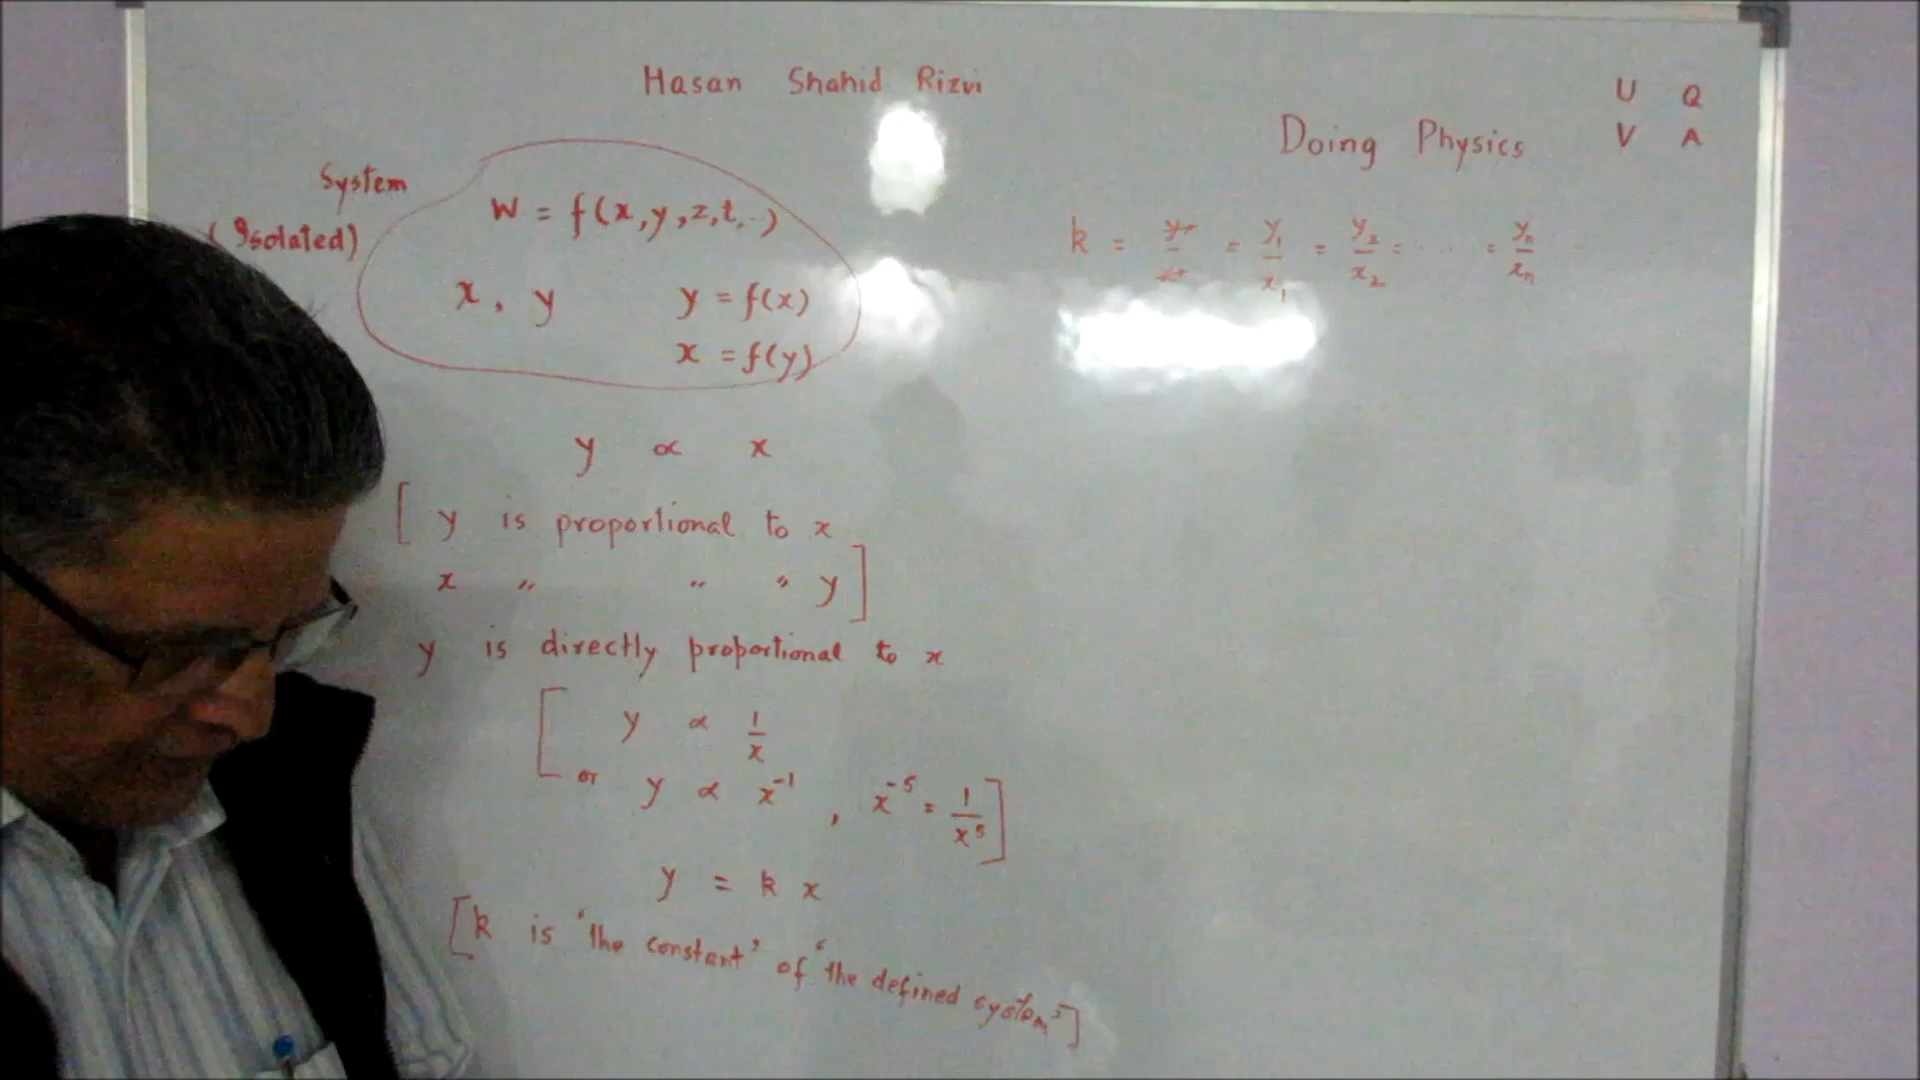 Hasan Shahid Rizvi
U Q
Doing Physics
V A
System
(Isolated)
W = f(x, y, z, t, ..)
x, y
y = f(x)
x = f(y)
k = = y₁/x₁ = y₂/x₂ = .... = yₙ/xₙ
y ∝ x
[ y is proportional to x
x " " " y ]
y is directly proportional to x
[ y ∝ 1/x
or y ∝ x⁻¹, x⁻⁵ = 1/x⁵ ]
y = k x
[k is 'the constant' of 'the defined system']